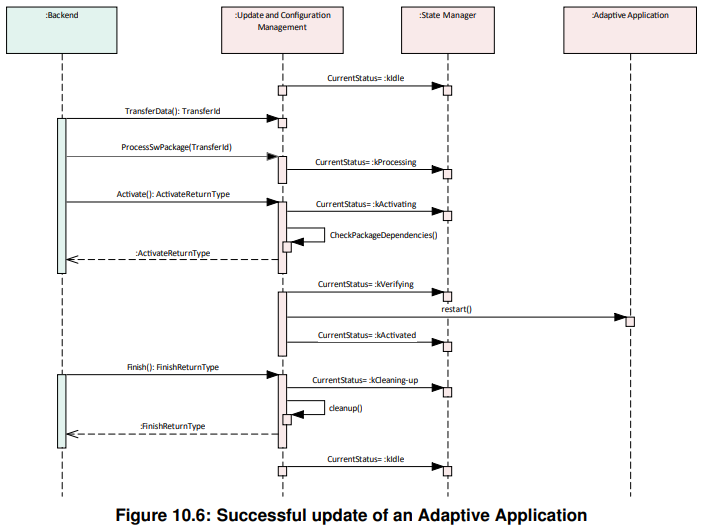 :Backend
:Update and Configuration
Management
:State Manager
:Adaptive Application
CurrentStatus= :kIdle
TransferData(): TransferId
ProcessSwPackage(TransferId)
CurrentStatus= :kProcessing
Activate(): ActivateReturnType
CurrentStatus= :kActivating
CheckPackageDependencies()
:ActivateReturnType
CurrentStatus= :kVerifying
restart()
CurrentStatus= :kActivated
Finish(): FinishReturnType
CurrentStatus= :kCleaning-up
cleanup()
:FinishReturnType
CurrentStatus= :kIdle
Figure 10.6: Successful update of an Adaptive Application